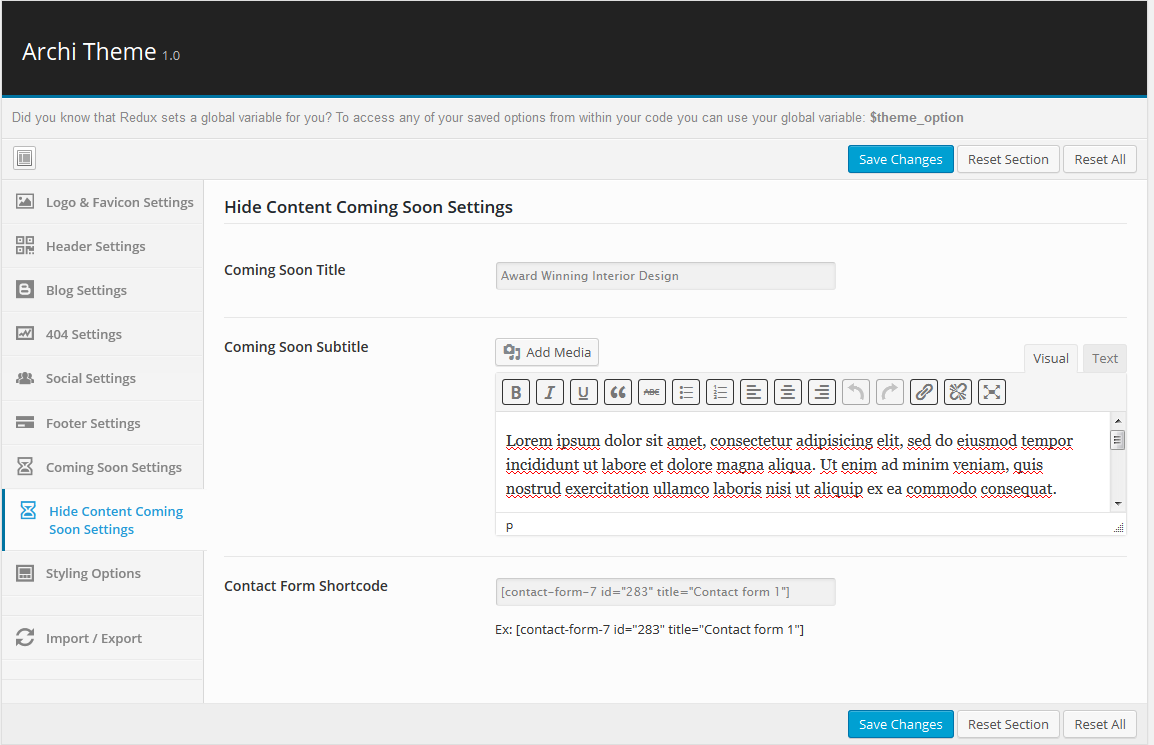 Archi Theme 1.0
Did you know that Redux sets a global variable for you? To access any of your saved options from within your code you can use your global variable: $theme_option
Save Changes Reset Section Reset All
Logo & Favicon Settings
Header Settings
Blog Settings
404 Settings
Social Settings
Footer Settings
Coming Soon Settings
Hide Content Coming
Soon Settings
Styling Options
Import / Export
Hide Content Coming Soon Settings
Coming Soon Title
Award Winning Interior Design
Coming Soon Subtitle
Add Media
Visual Text
B I U ABC
Lorem ipsum dolor sit amet, consectetur adipisicing elit, sed do eiusmod tempor
incididunt ut labore et dolore magna aliqua. Ut enim ad minim veniam, quis
nostrud exercitation ullamco laboris nisi ut aliquip ex ea commodo consequat.
p
Contact Form Shortcode
[contact-form-7 id="283" title="Contact form 1"]
Ex: [contact-form-7 id="283" title="Contact form 1"]
Save Changes Reset Section Reset All